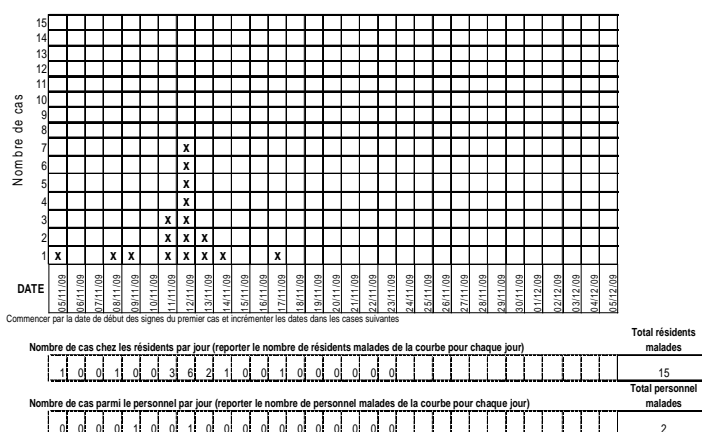 Nombre de cas
15
14
13
12
11
10
9
8
7 X
6 X
5 X
4 X
3 X X
2 X X X
1 X X X X X X X X
DATE 05/11/09 06/11/09 07/11/09 08/11/09 09/11/09 10/11/09 11/11/09 12/11/09 13/11/09 14/11/09 15/11/09 16/11/09 17/11/09 18/11/09 19/11/09 20/11/09 21/11/09 22/11/09 23/11/09 24/11/09 25/11/09 26/11/09 27/11/09 28/11/09 29/11/09 30/11/09 01/12/09 02/12/09 03/12/09 04/12/09 05/12/09
Commencer par la date de début des signes du premier cas et incrémenter les dates dans les cases suivantes
Total résidents
Nombre de cas chez les résidents par jour (reporter le nombre de résidents malades de la courbe pour chaque jour) malades
1 0 0 1 0 0 3 6 2 1 0 0 1 0 0 0 0 0 0 15
Total personnel
Nombre de cas parmi le personnel par jour (reporter le nombre de personnel malades de la courbe pour chaque jour) malades
0 0 0 0 1 0 0 1 0 0 0 0 0 0 0 0 0 0 0 2